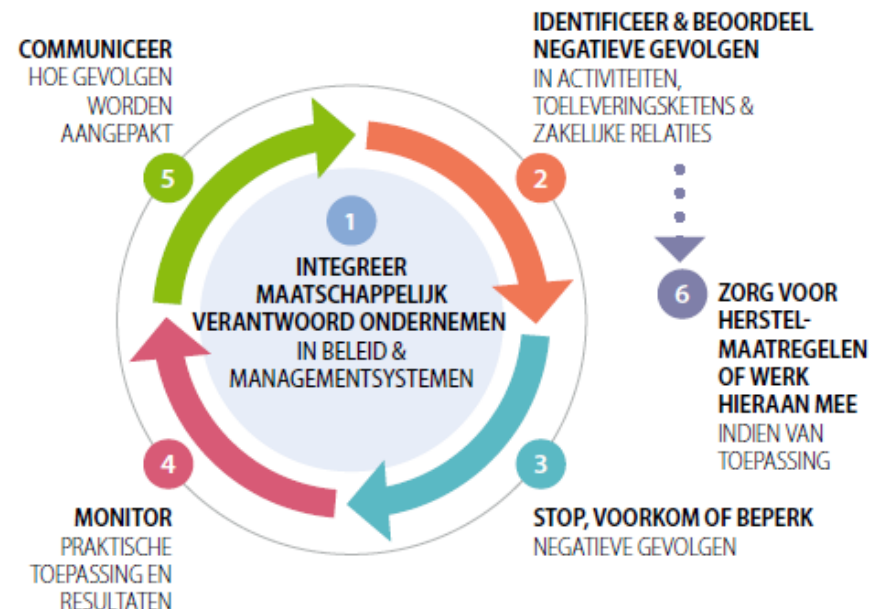 COMMUNICEER
HOE GEVOLGEN
WORDEN
AANGEPAKT
5
IDENTIFICEER & BEOORDEEL
NEGATIEVE GEVOLGEN
IN ACTIVITEITEN,
TOELEVERINGSKETENS &
ZAKELIJKE RELATIES
2
1
INTEGREER
MAATSCHAPPELIJK
VERANTWOORD ONDERNEMEN
IN BELEID &
MANAGEMENTSYSTEMEN
6
ZORG VOOR
HERSTEL-
MAATREGELEN
OF WERK
HIERAAN MEE
INDIEN VAN
TOEPASSING
4
MONITOR
PRAKTISCHE
TOEPASSING EN
RESULTATEN
3
STOP, VOORKOM OF BEPERK
NEGATIEVE GEVOLGEN